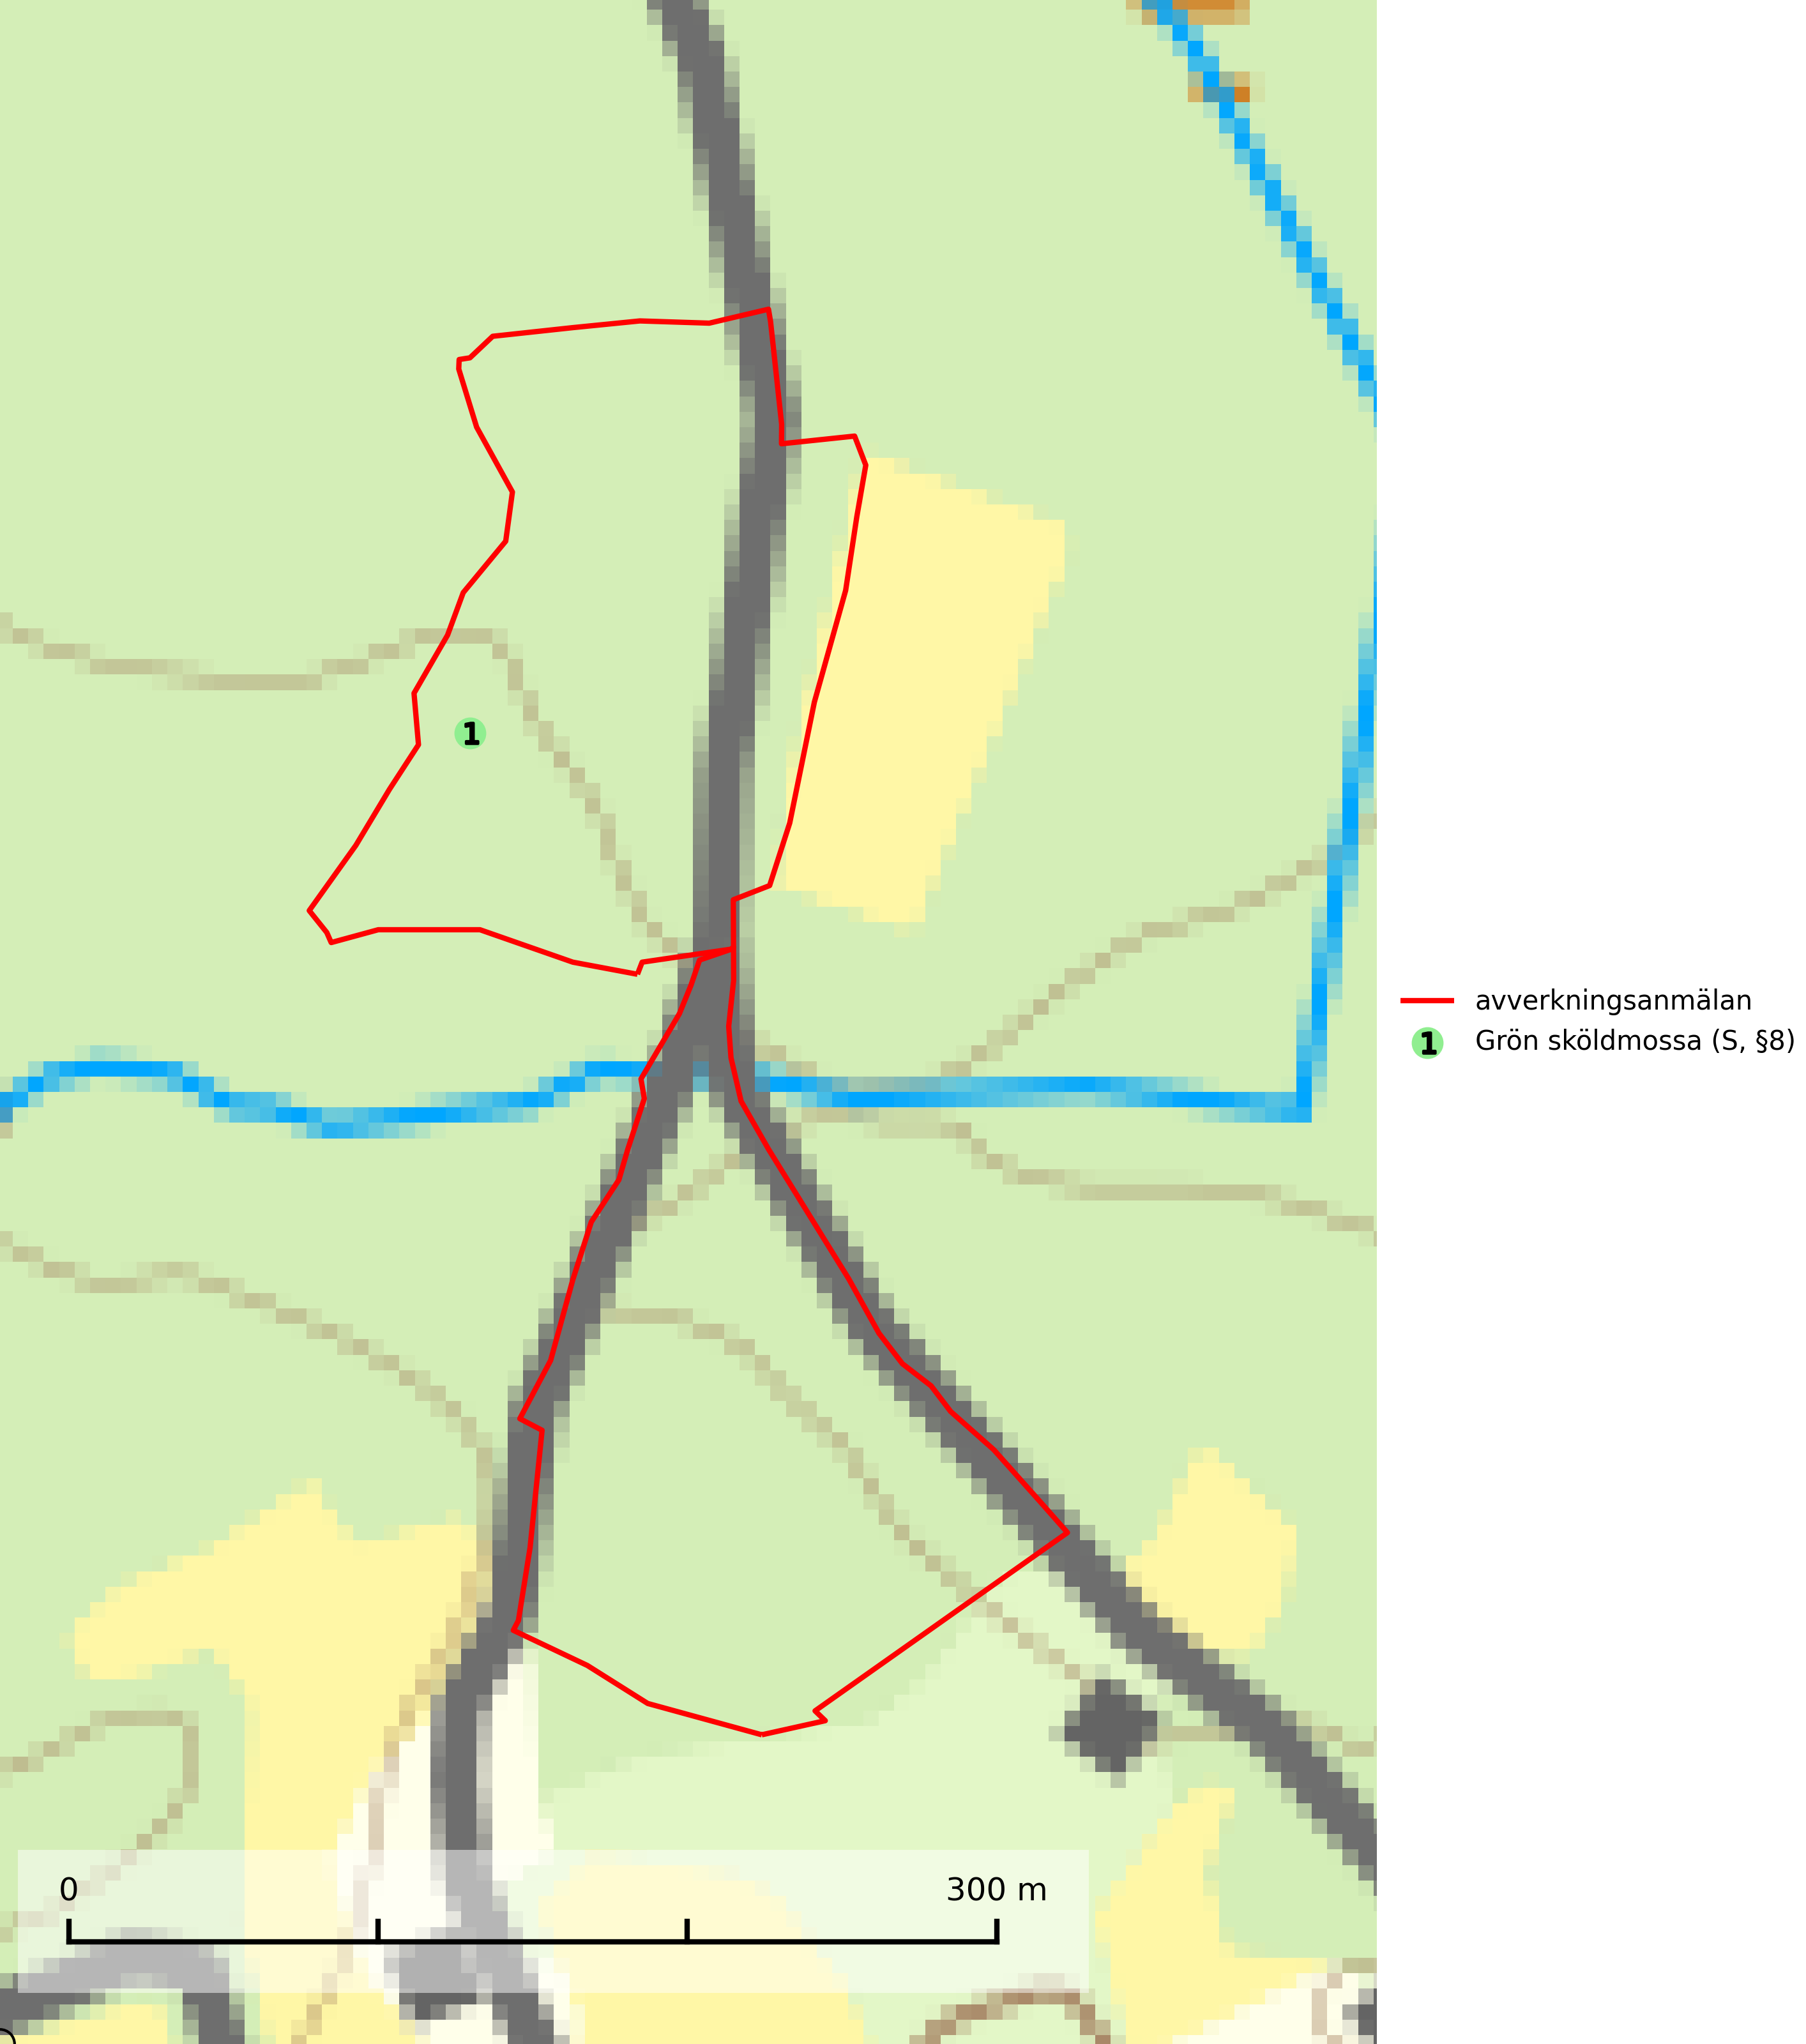 1
avverkningsanmälan
1 Grön sköldmossa (S, §8)
0 300 m